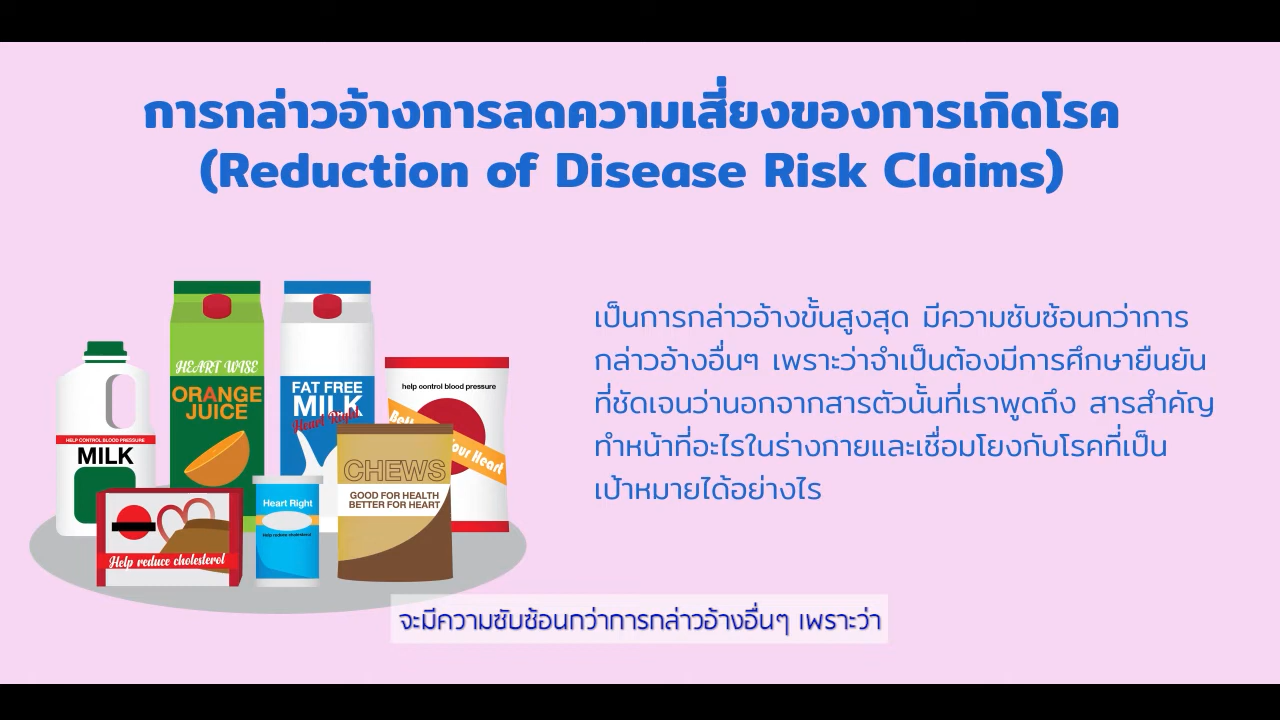 การกล่าวอ้างการลดความเสี่ยงของการเกิดโรค
(Reduction of Disease Risk Claims)
เป็นการกล่าวอ้างขั้นสูงสุด มีความซับซ้อนกว่าการ
กล่าวอ้างอื่นๆ เพราะว่าจำเป็นต้องมีการศึกษายืนยัน
ที่ชัดเจนว่านอกจากสารตัวนั้นที่เราพูดถึง สารสำคัญ
ทำหน้าที่อะไรในร่างกายและเชื่อมโยงกับโรคที่เป็น
เป้าหมายได้อย่างไร
HELP CONTROL BLOOD PRESSURE
MILK
HEART WISE
ORANGE
JUICE
FAT FREE
MILK
Heart Right
help control blood pressure
Your Heart
CHEWS
GOOD FOR HEALTH
BETTER FOR HEART
Heart Right
Help reduce cholesterol
Help reduce cholesterol
จะมีความซับซ้อนกว่าการกล่าวอ้างอื่นๆ เพราะว่า